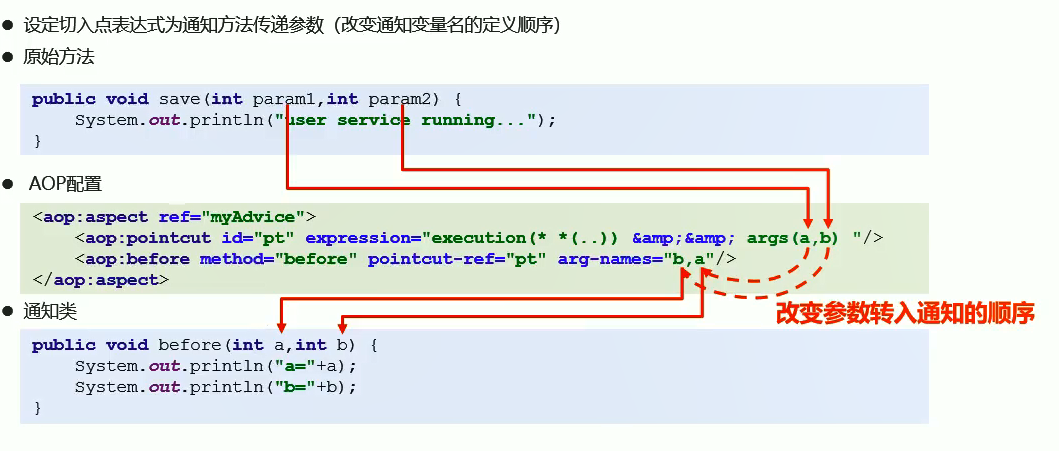 ● 设定切入点表达式为通知方法传递参数（改变通知变量名的定义顺序）
● 原始方法
public void save(int param1,int param2) {
    System.out.println("user service running...");
}
● AOP配置
<aop:aspect ref="myAdvice">
    <aop:pointcut id="pt" expression="execution(* *(..)) &amp;&amp; args(a,b) "/>
    <aop:before method="before" pointcut-ref="pt" arg-names="b,a"/>
</aop:aspect>
● 通知类
改变参数转入通知的顺序
public void before(int a,int b) {
    System.out.println("a="+a);
    System.out.println("b="+b);
}